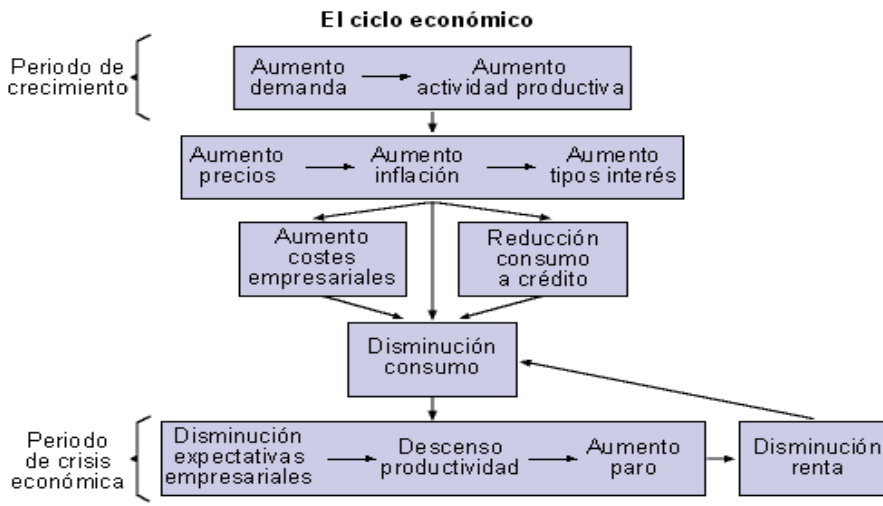 El ciclo económico
Periodo de
crecimiento
Aumento
demanda
Aumento
actividad productiva
Aumento
precios
Aumento
inflación
Aumento
tipos interés
Aumento
costes
empresariales
Reducción
consumo
a crédito
Disminución
consumo
Periodo
de crisis
económica
Disminución
expectativas
empresariales
Descenso
productividad
Aumento
paro
Disminución
renta